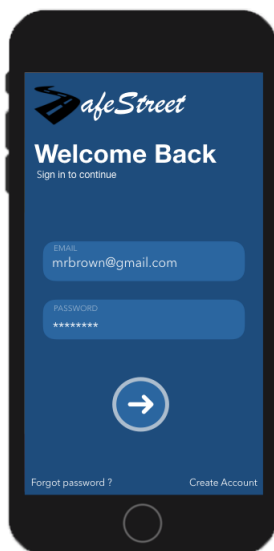 afeStreet
Welcome Back
Sign in to continue
EMAIL
mrbrown@gmail.com
PASSWORD
********
Forgot password ?
Create Account